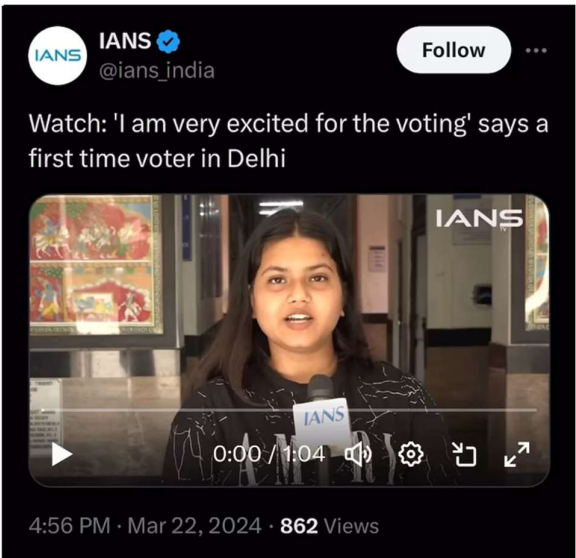 IANS
IANS
@ians_india
Follow
Watch: 'I am very excited for the voting' says a
first time voter in Delhi
IANS
TV
IANS
0:00 / 1:04
4:56 PM · Mar 22, 2024 · 862 Views